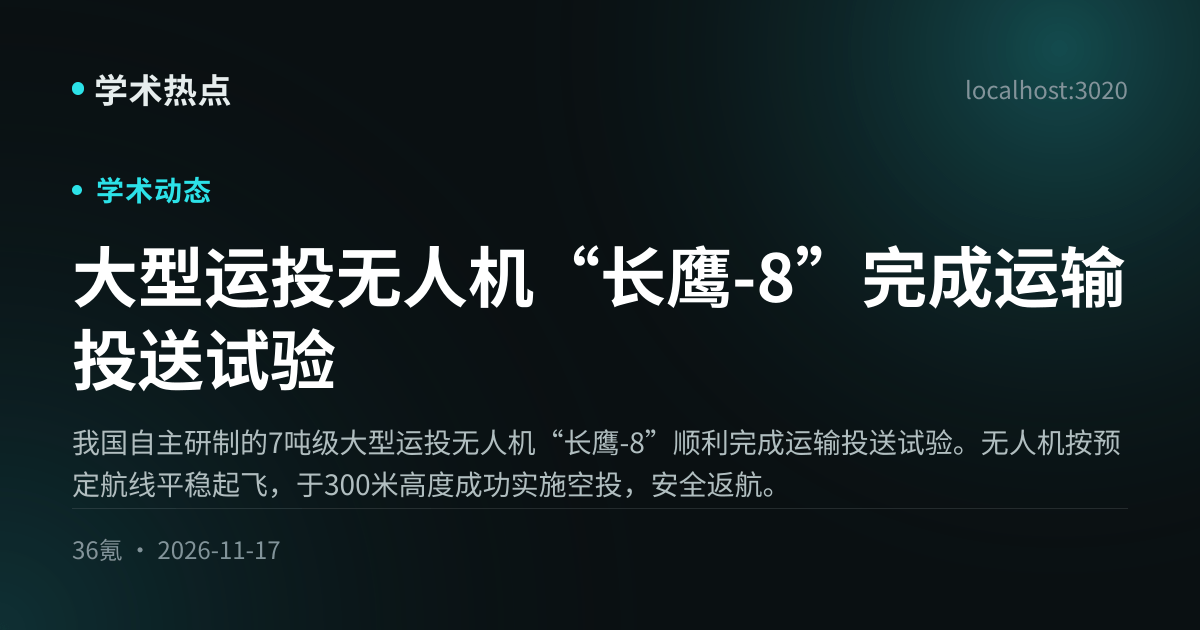 学术热点
localhost:3020
学术动态
大型运投无人机“长鹰-8”完成运输
投送试验
我国自主研制的7吨级大型运投无人机“长鹰-8”顺利完成运输投送试验。无人机按预
定航线平稳起飞，于300米高度成功实施空投，安全返航。
36氪 · 2026-11-17